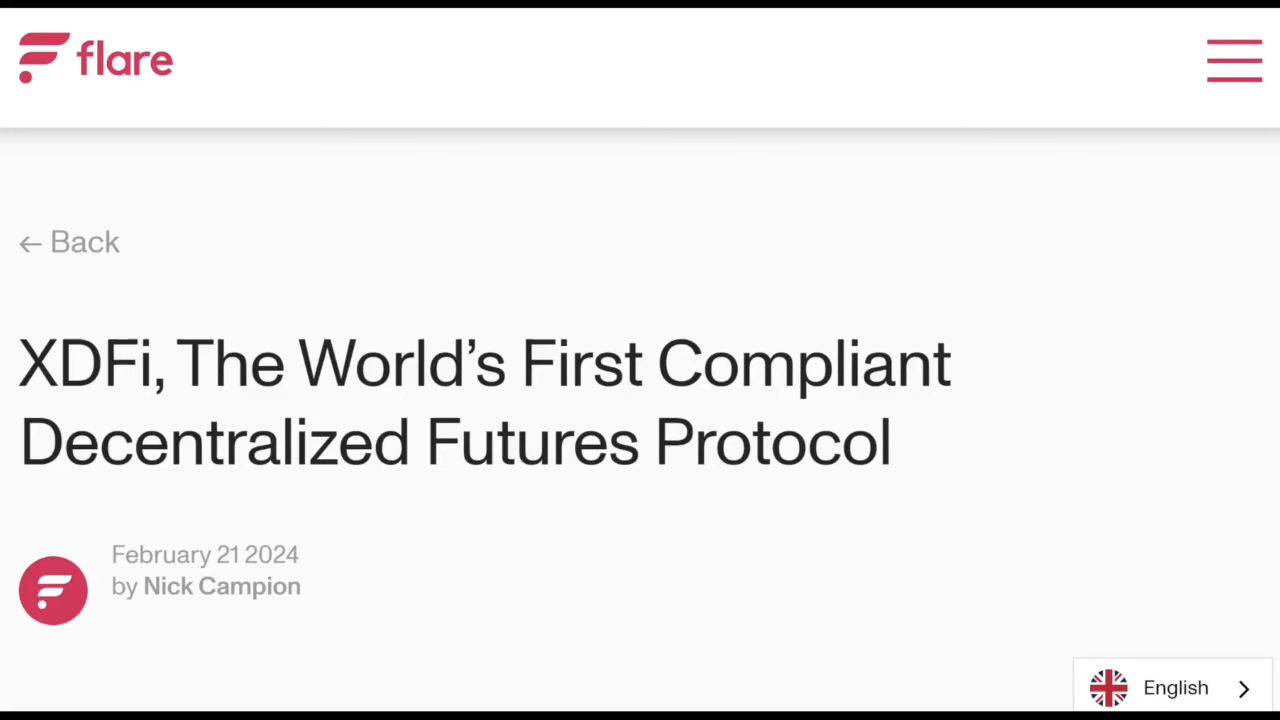 flare
← Back
XDFi, The World’s First Compliant
Decentralized Futures Protocol
February 21 2024
by Nick Campion
English